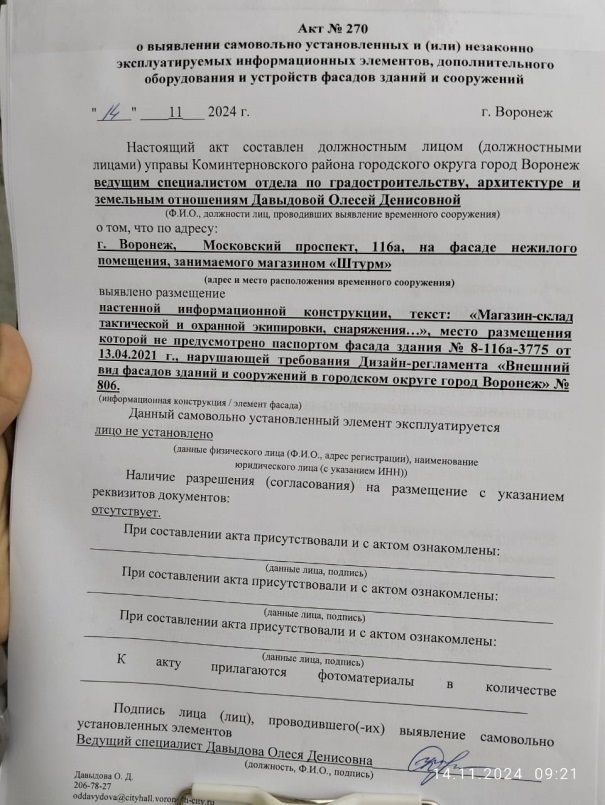 Акт № 270
о выявлении самовольно установленных и (или) незаконно
эксплуатируемых информационных элементов, дополнительного
оборудования и устройств фасадов зданий и сооружений
"14" 11 2024 г. г. Воронеж
Настоящий акт составлен должностным лицом (должностными
лицами) управы Коминтерновского района городского округа город Воронеж
ведущим специалистом отдела по градостроительству, архитектуре и
земельным отношениям Давыдовой Олесей Денисовной
(Ф.И.О., должности лиц, проводивших выявление временного сооружения)
о том, что по адресу:
г. Воронеж, Московский проспект, 116а, на фасаде нежилого
помещения, занимаемого магазином «Штурм»
(адрес и место расположения временного сооружения)
выявлено размещение
настенной информационной конструкции, текст: «Магазин-склад
тактической и охранной экипировки, снаряжения…», место размещения
которой не предусмотрено паспортом фасада здания № 8-116а-3775 от
13.04.2021 г., нарушающей требования Дизайн-регламента «Внешний
вид фасадов зданий и сооружений в городском округе город Воронеж» №
806.
(информационная конструкция / элемент фасада)
Данный самовольно установленный элемент эксплуатируется
лицо не установлено
(данные физического лица (Ф.И.О., адрес регистрации), наименование
юридического лица (с указанием ИНН))
Наличие разрешения (согласования) на размещение с указанием
реквизитов документов:
отсутствует.
При составлении акта присутствовали и с актом ознакомлены:
(данные лица, подпись)
При составлении акта присутствовали и с актом ознакомлены:
(данные лица, подпись)
При составлении акта присутствовали и с актом ознакомлены:
(данные лица, подпись)
К акту прилагаются фотоматериалы в количестве
Подпись лица (лиц), проводившего(-их) выявление самовольно
установленных элементов
Ведущий специалист Давыдова Олеся Денисовна
(должность, Ф.И.О., подпись)
14.11.2024 09:21
Давыдова О. Д.
206-78-27